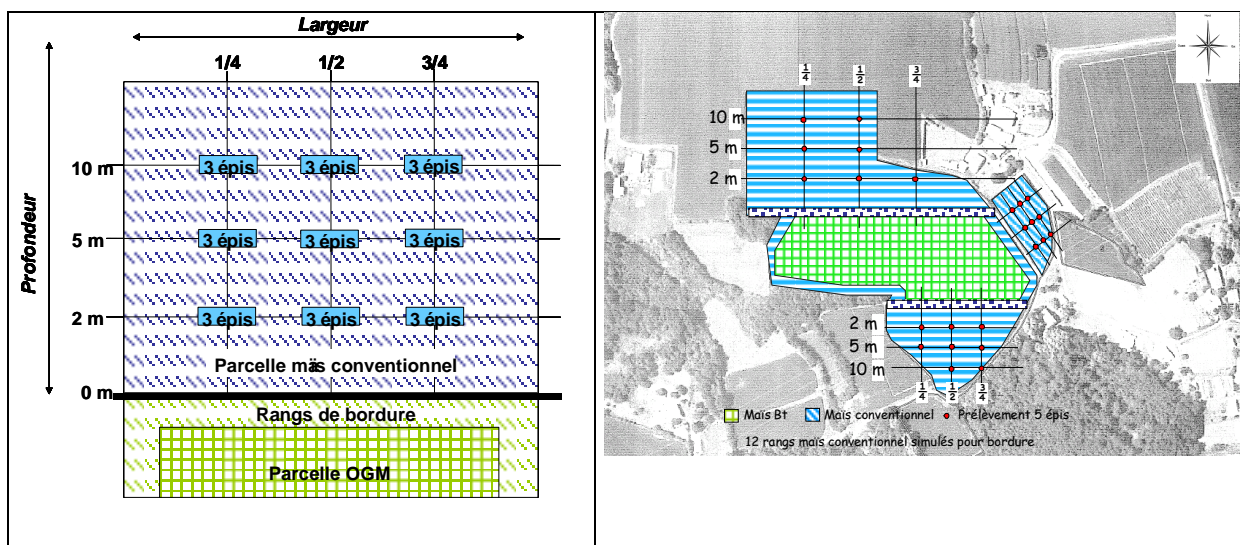 Largeur
1/4 1/2 3/4
Profondeur
10 m 3 épis 3 épis 3 épis
5 m 3 épis 3 épis 3 épis
2 m 3 épis 3 épis 3 épis
Parcelle maïs conventionnel
0 m
Rangs de bordure
Parcelle OGM
1/4 1/2 3/4
10 m
5 m
2 m
2 m
5 m
10 m
1/4 1/2 3/4
Maïs Bt Maïs conventionnel Prélèvement 5 épis
12 rangs maïs conventionnel simulés pour bordure